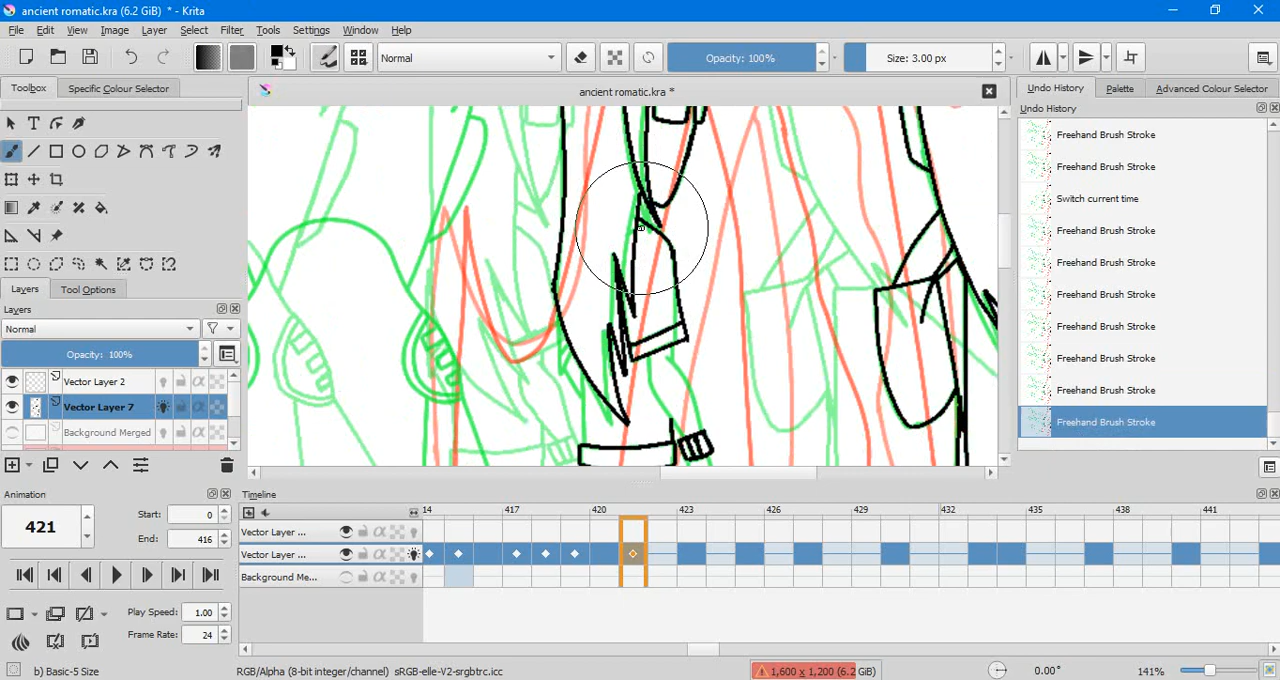 ancient romatic.kra (6.2 GiB) * - Krita
File Edit View Image Layer Select Filter Tools Settings Window Help
Normal Opacity: 100% Size: 3.00 px
Toolbox Specific Colour Selector
ancient romatic.kra *
Undo History Palette Advanced Colour Selector
Undo History
Freehand Brush Stroke
Freehand Brush Stroke
Switch current time
Freehand Brush Stroke
Freehand Brush Stroke
Freehand Brush Stroke
Freehand Brush Stroke
Freehand Brush Stroke
Freehand Brush Stroke
Freehand Brush Stroke
Layers Tool Options
Layers
Normal
Opacity: 100%
Vector Layer 2
Vector Layer 7
Background Merged
Animation
421
Start: 0
End: 416
Play Speed: 1.00
Frame Rate: 24
Timeline
14 417 420 423 426 429 432 435 438 441
Vector Layer ...
Vector Layer ...
Background Me...
b) Basic-5 Size
RGB/Alpha (8-bit integer/channel) sRGB-elle-V2-srgbtrc.icc
1,600 x 1,200 (6.2 GiB)
0.00°
141%